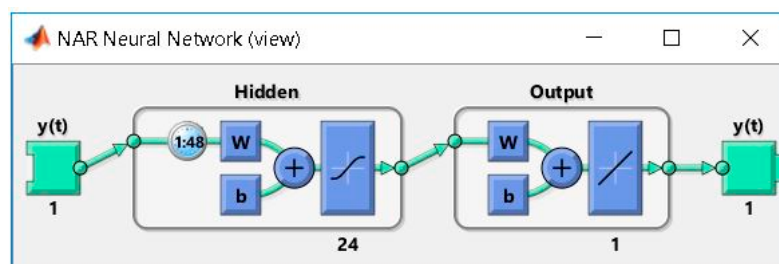 NAR Neural Network (view)
Hidden
Output
y(t)
y(t)
1:48
W
W
b
b
1
1
24
1